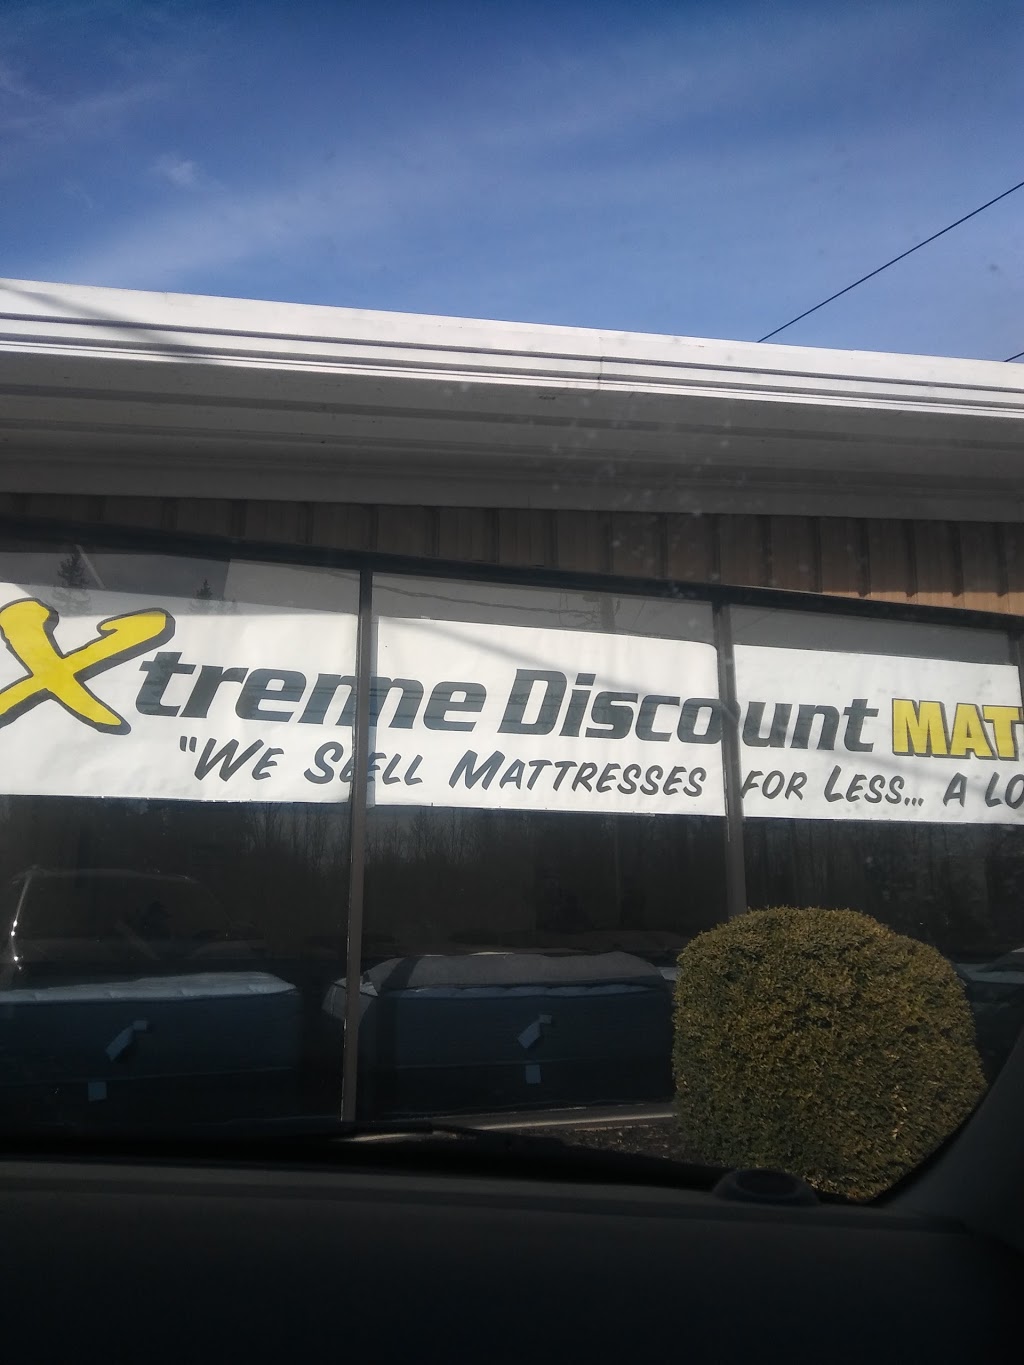 Xtreme Discount MAT
"WE SELL MATTRESSES FOR LESS... A LO